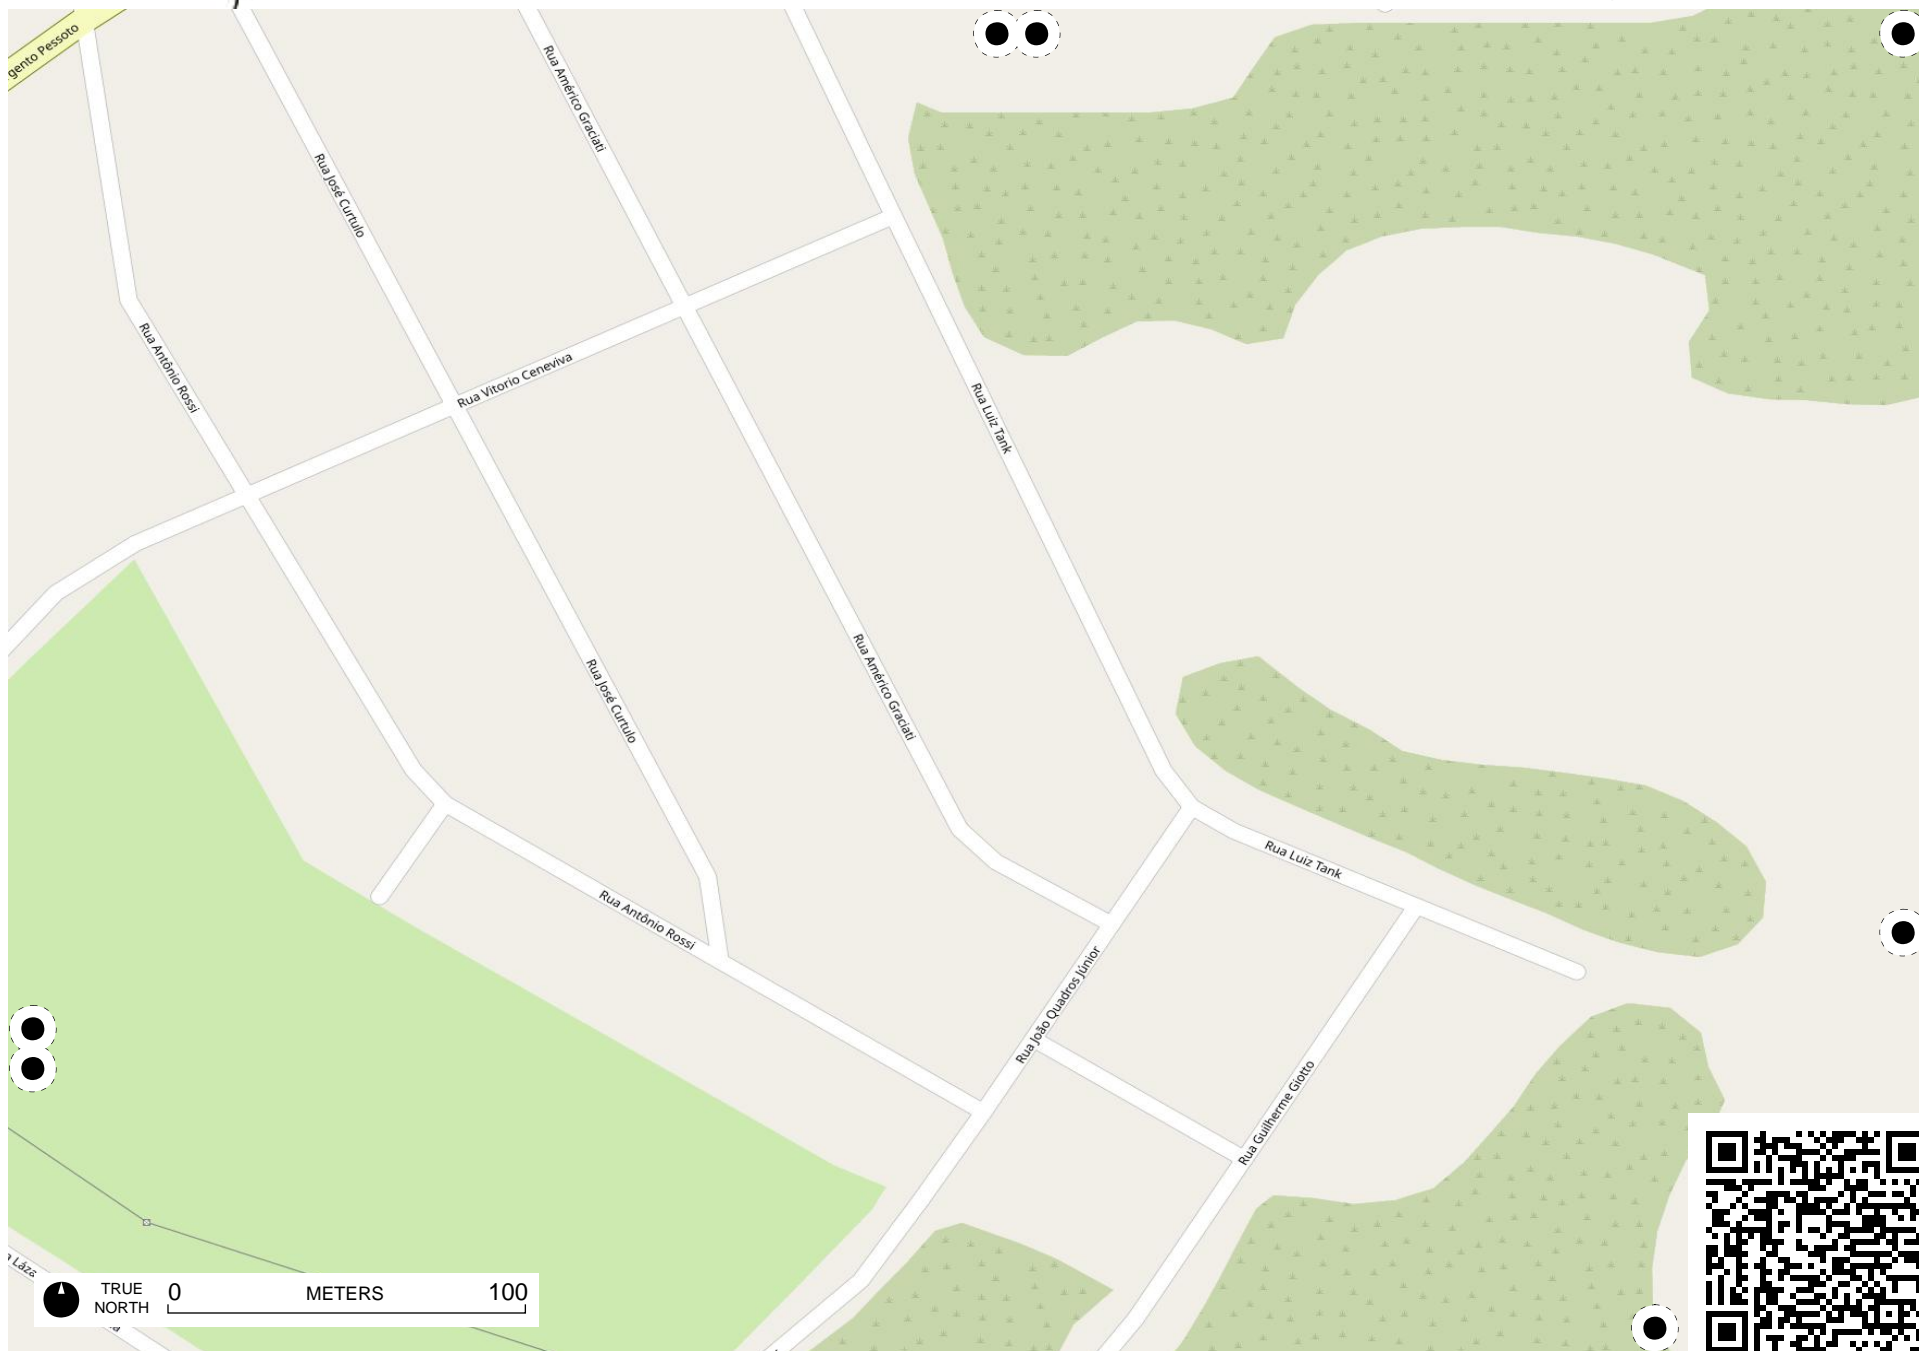 gento Pessoto
Rua Américo Graciati
Rua José Curtulo
Rua Antônio Rossi
Rua Vitorio Ceneviva
Rua Luiz Tank
Rua José Curtulo
Rua Américo Graciati
Rua Luiz Tank
Rua Antônio Rossi
Rua João Quadros Júnior
Rua Guilherme Giotto
a Láza
TRUE
NORTH
0 METERS 100